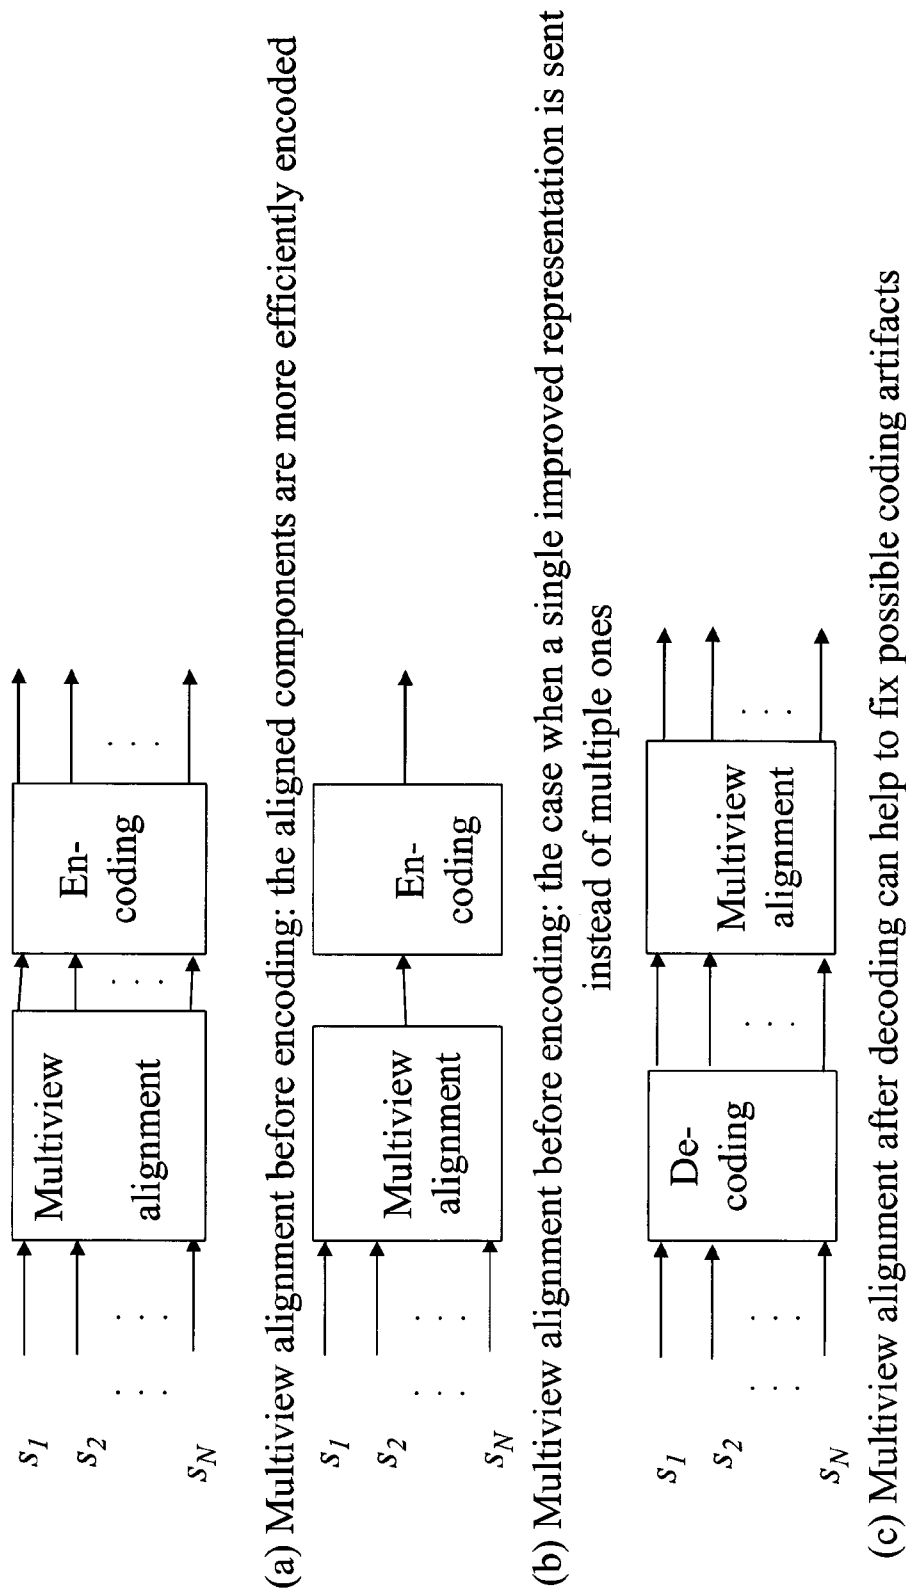 s1
s2
. . .
sN
. . .
Multiview
alignment
. . .
En-
coding
. . .
(a) Multiview alignment before encoding: the aligned components are more efficiently encoded
s1
s2
. . .
sN
. . .
Multiview
alignment
En-
coding
(b) Multiview alignment before encoding: the case when a single improved representation is sent
instead of multiple ones
s1
s2
. . .
sN
. . .
De-
coding
. . .
Multiview
alignment
. . .
(c) Multiview alignment after decoding can help to fix possible coding artifacts